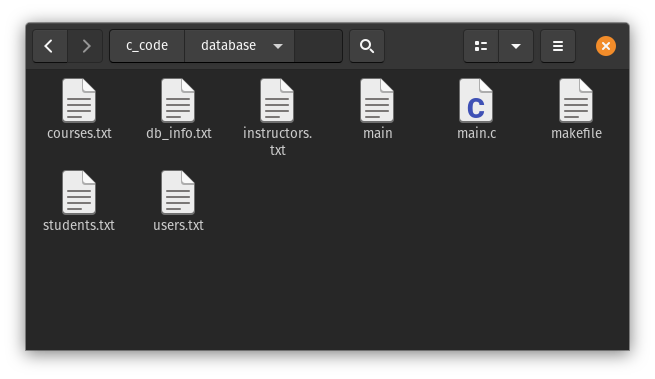 c_code database
courses.txt db_info.txt instructors. main main.c makefile
txt
students.txt users.txt